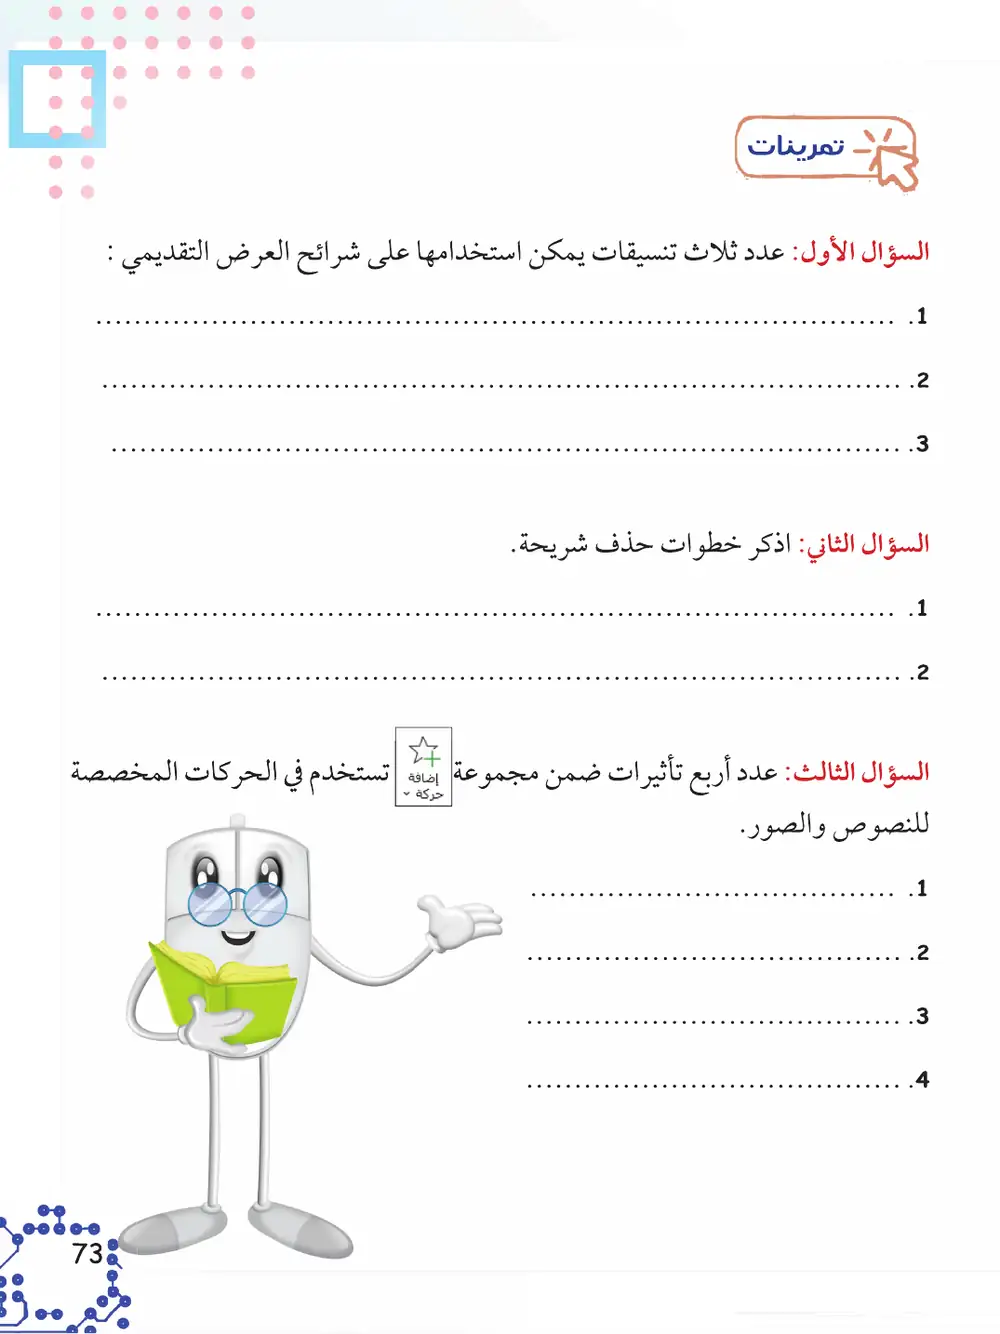 تمرينات
السؤال الأول: عدد ثلاث تنسيقات يمكن استخدامها على شرائح العرض التقديمي :
1. ..................................................................................
2. ..................................................................................
3. ..................................................................................
السؤال الثاني: اذكر خطوات حذف شريحة.
1. ..................................................................................
2. ..................................................................................
السؤال الثالث: عدد أربع تأثيرات ضمن مجموعة إضافة حركة تستخدم في الحركات المخصصة
للنصوص والصور.
1. ......................................
2. ......................................
3. ......................................
4. ......................................
73